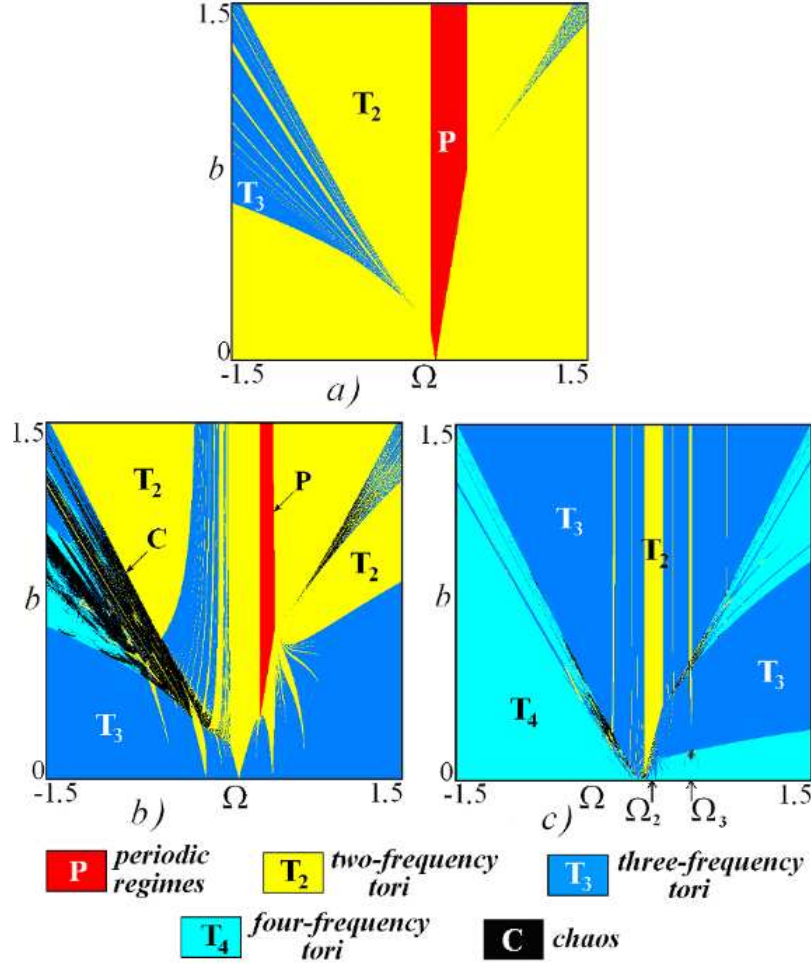 1.5
T2
P
b
T3
0
-1.5
Ω
1.5
a)
1.5
T2
P
C
b
T2
T3
0
-1.5
Ω
1.5
b)
1.5
T3
T2
b
T4
T3
0
-1.5
Ω
Ω2
Ω3
1.5
c)
P periodic regimes
T2 two-frequency tori
T3 three-frequency tori
T4 four-frequency tori
C chaos